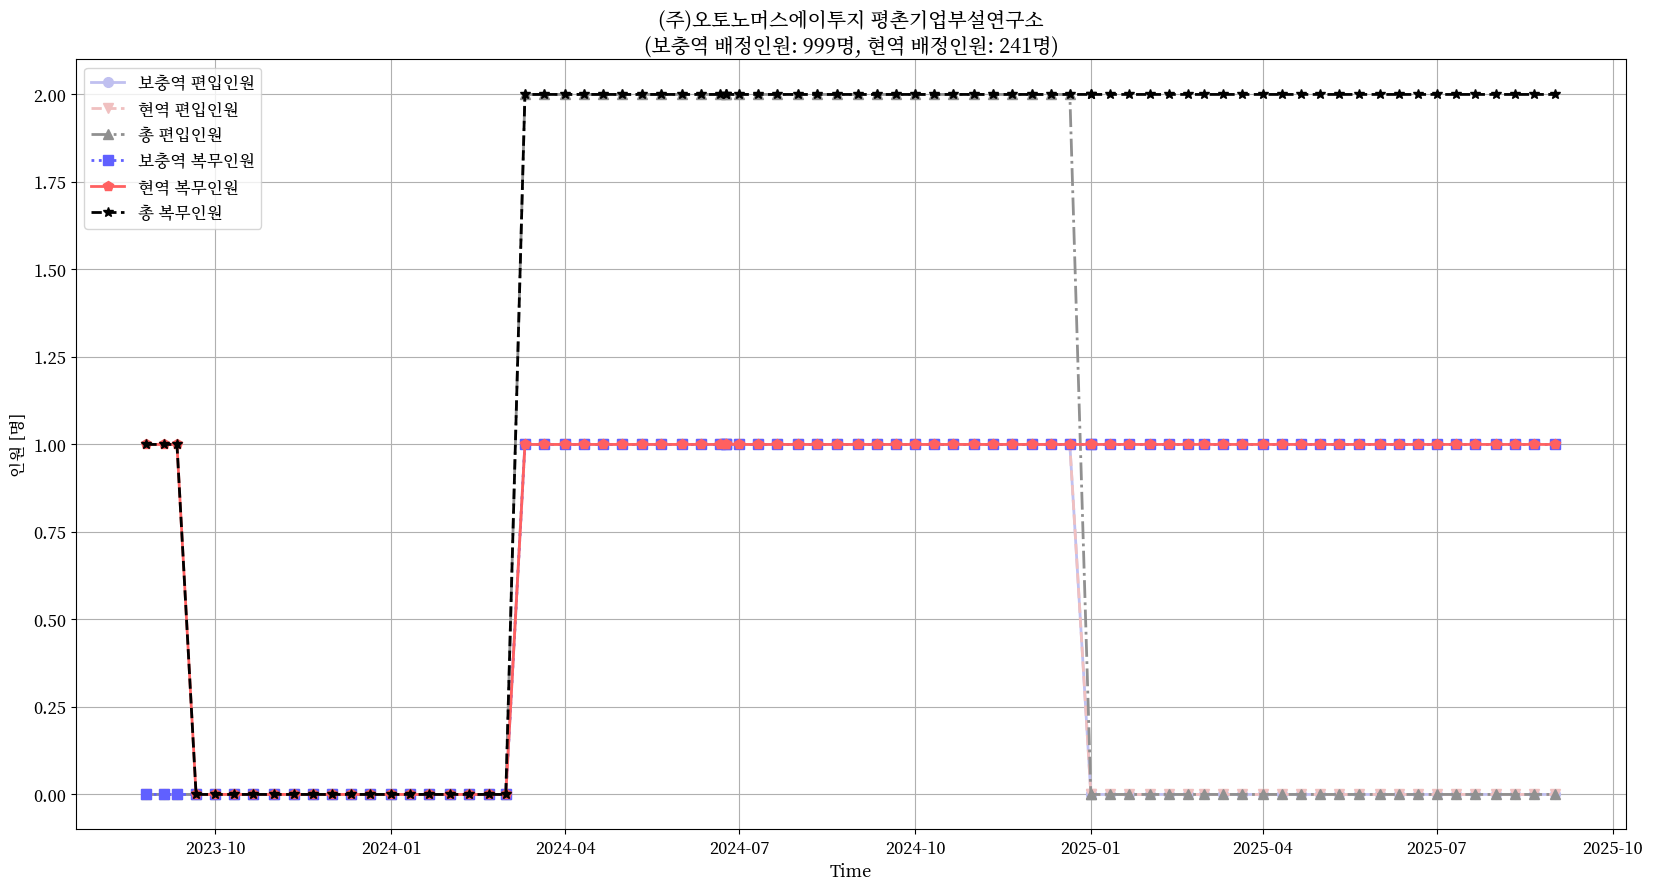 (주)오토노머스에이투지 평촌기업부설연구소
(보충역 배정인원: 999명, 현역 배정인원: 241명)
보충역 편입인원
현역 편입인원
총 편입인원
보충역 복무인원
현역 복무인원
총 복무인원
인원 [명]
2.00
1.75
1.50
1.25
1.00
0.75
0.50
0.25
0.00
2023-10
2024-01
2024-04
2024-07
2024-10
2025-01
2025-04
2025-07
2025-10
Time